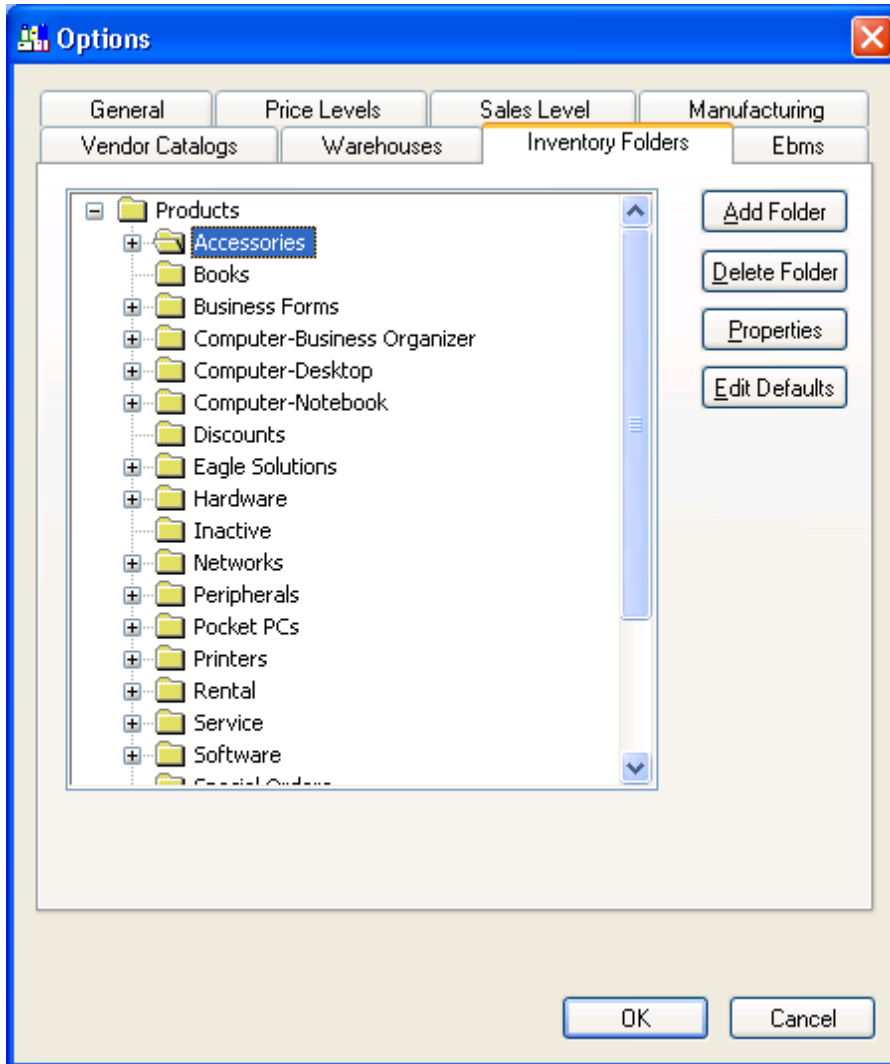 Options
General Price Levels Sales Level Manufacturing
Vendor Catalogs Warehouses Inventory Folders Ebms
Products
Accessories
Books
Business Forms
Computer-Business Organizer
Computer-Desktop
Computer-Notebook
Discounts
Eagle Solutions
Hardware
Inactive
Networks
Peripherals
Pocket PCs
Printers
Rental
Service
Software
Special Orders
Add Folder
Delete Folder
Properties
Edit Defaults
OK Cancel